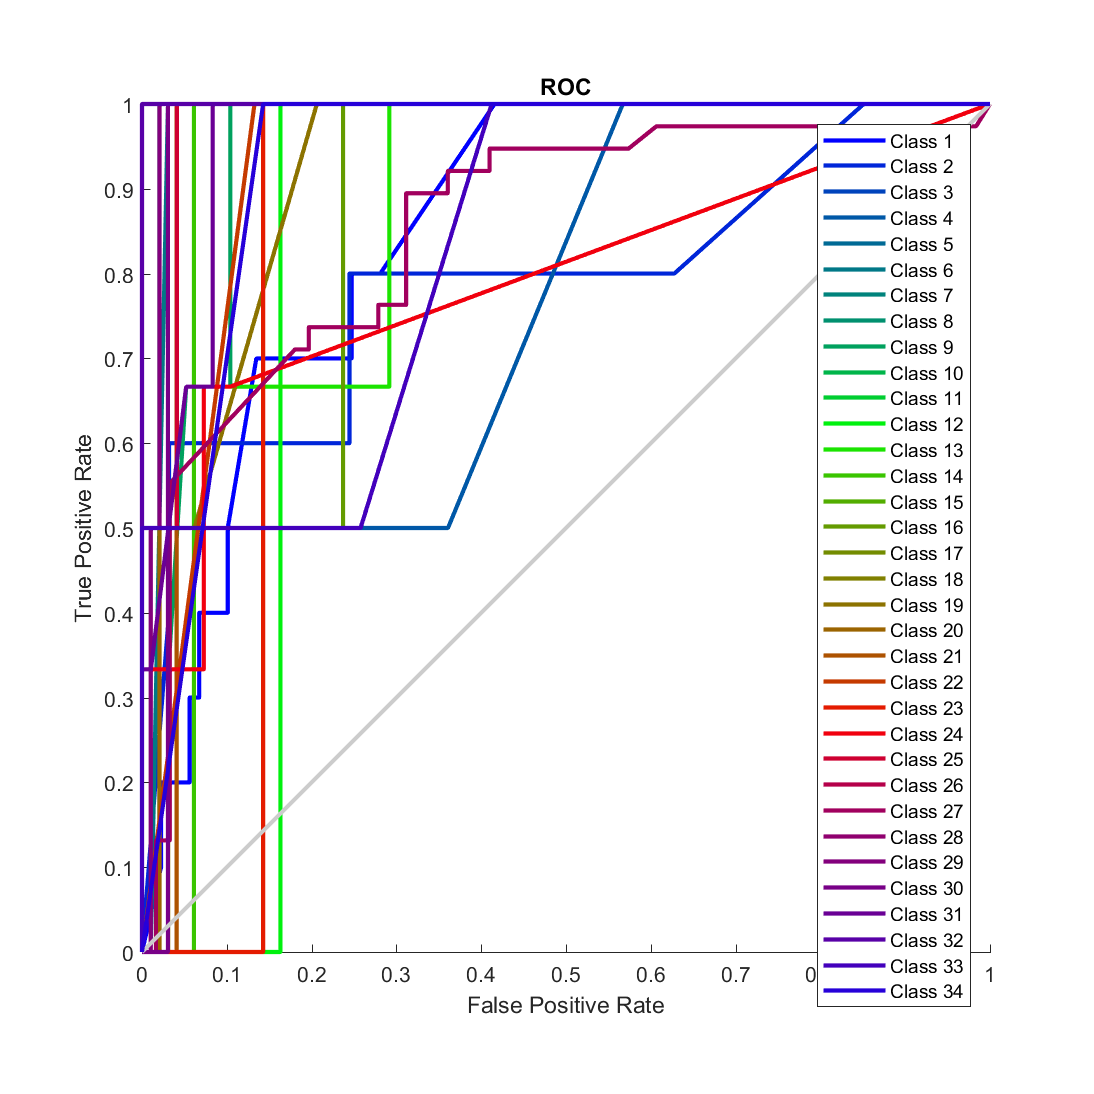 ROC
True Positive Rate
1
0.9
0.8
0.7
0.6
0.5
0.4
0.3
0.2
0.1
0
0 0.1 0.2 0.3 0.4 0.5 0.6 0.7 0 1
False Positive Rate
Class 1
Class 2
Class 3
Class 4
Class 5
Class 6
Class 7
Class 8
Class 9
Class 10
Class 11
Class 12
Class 13
Class 14
Class 15
Class 16
Class 17
Class 18
Class 19
Class 20
Class 21
Class 22
Class 23
Class 24
Class 25
Class 26
Class 27
Class 28
Class 29
Class 30
Class 31
Class 32
Class 33
Class 34